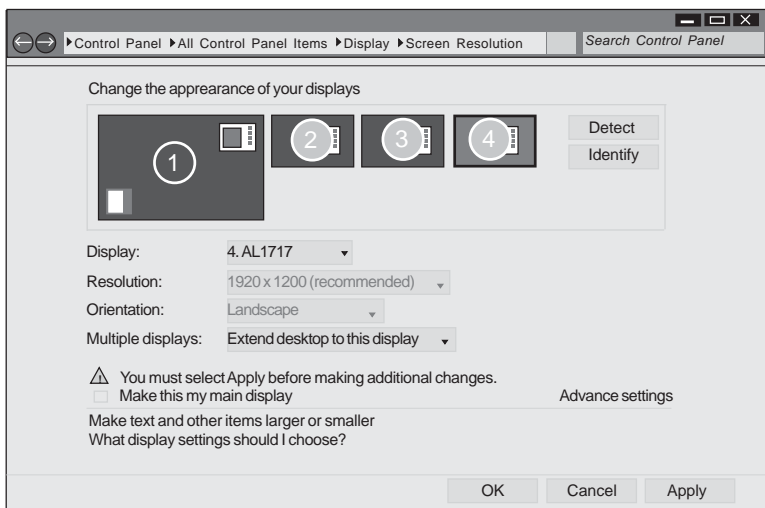 Control Panel All Control Panel Items Display Screen Resolution Search Control Panel
Change the apprearance of your displays
1 2 3 4
Detect
Identify
Display: 4. AL1717
Resolution: 1920 x 1200 (recommended)
Orientation: Landscape
Multiple displays: Extend desktop to this display
You must select Apply before making additional changes.
Make this my main display Advance settings
Make text and other items larger or smaller
What display settings should I choose?
OK Cancel Apply